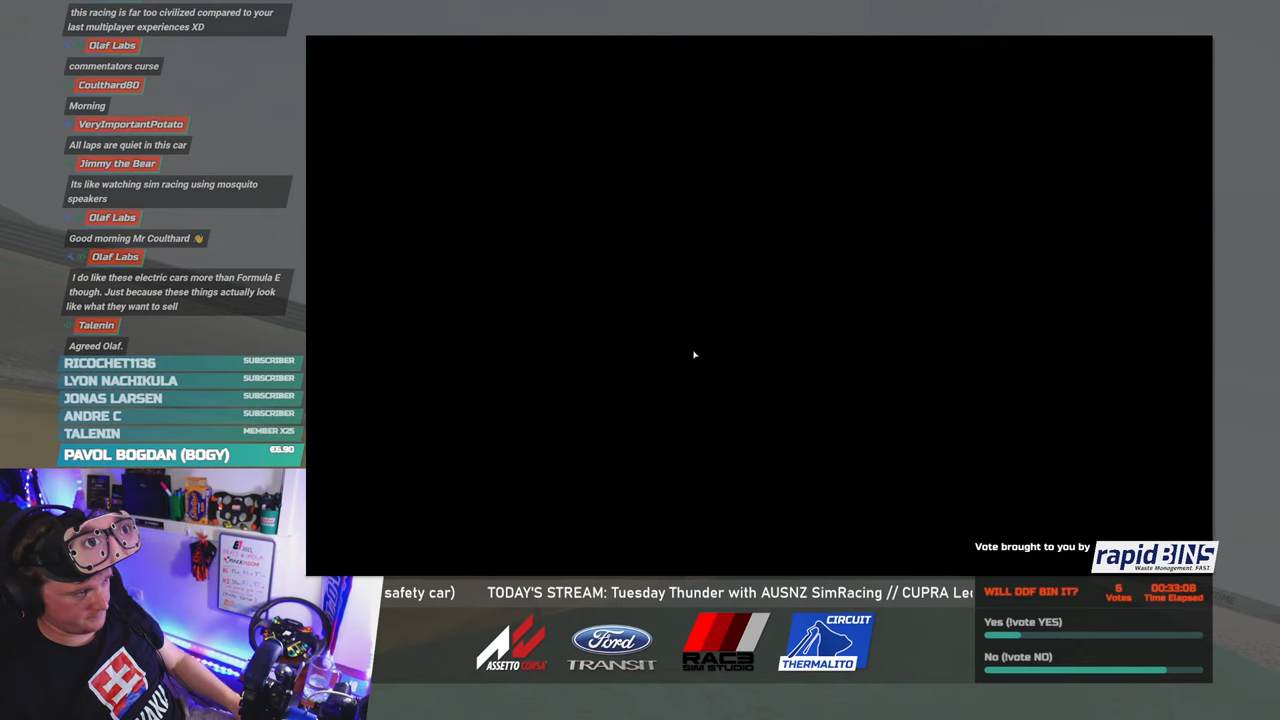 this racing is far too civilized compared to your
last multiplayer experiences XD
Olaf Labs
commentators curse
Coulthard80
Morning
VeryImportantPotato
All laps are quiet in this car
Jimmy the Bear
Its like watching sim racing using mosquito
speakers
Olaf Labs
Good morning Mr Coulthard 👋
Olaf Labs
I do like these electric cars more than Formula E
though. Just because these things actually look
like what they want to sell
Talenin
Agreed Olaf.
RICOCHET1136 SUBSCRIBER
LYON NACHIKULA SUBSCRIBER
JONAS LARSEN SUBSCRIBER
ANDRE C SUBSCRIBER
TALENIN MEMBER X25
PAVOL BOGDAN (BOGY) €6.90
Vote brought to you by
rapidBINS
Waste Management. FAST.
safety car) TODAY'S STREAM: Tuesday Thunder with AUSNZ SimRacing // CUPRA Le
WILL DDF BIN IT? 6 Votes 00:33:08 Time Elapsed
Yes (!vote YES)
No (!vote NO)
ASSETTO CORSA
Ford
TRANSIT
RAC3
SIM STUDIO
CIRCUIT
THERMALITO